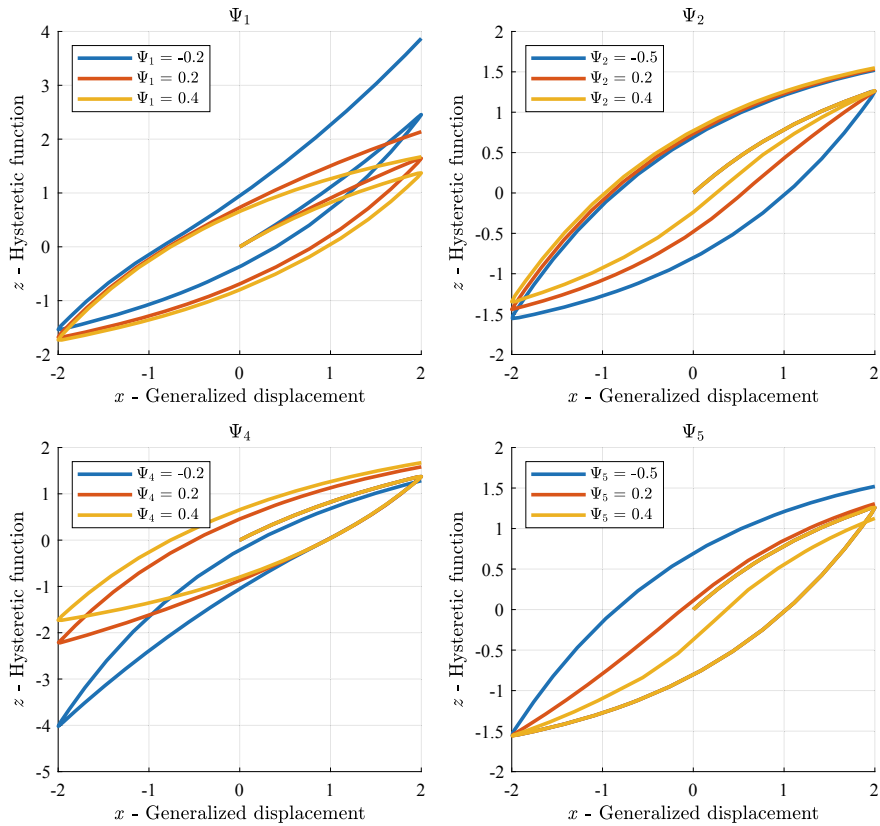 Ψ₁
4
3
2
1
0
-1
-2
-2 -1 0 1 2
z - Hysteretic function
x - Generalized displacement
Ψ₁ = -0.2
Ψ₁ = 0.2
Ψ₁ = 0.4
Ψ₂
2
1.5
1
0.5
0
-0.5
-1
-1.5
-2
-2 -1 0 1 2
z - Hysteretic function
x - Generalized displacement
Ψ₂ = -0.5
Ψ₂ = 0.2
Ψ₂ = 0.4
Ψ₄
2
1
0
-1
-2
-3
-4
-5
-2 -1 0 1 2
z - Hysteretic function
x - Generalized displacement
Ψ₄ = -0.2
Ψ₄ = 0.2
Ψ₄ = 0.4
Ψ₅
2
1.5
1
0.5
0
-0.5
-1
-1.5
-2
-2 -1 0 1 2
z - Hysteretic function
x - Generalized displacement
Ψ₅ = -0.5
Ψ₅ = 0.2
Ψ₅ = 0.4